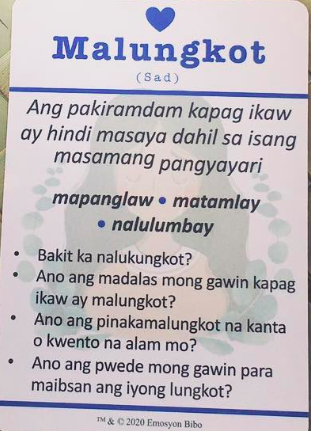 Malungkot
(Sad)
Ang pakiramdam kapag ikaw
ay hindi masaya dahil sa isang
masamang pangyayari
mapanglaw • matamlay
• nalulumbay
• Bakit ka nalukungkot?
• Ano ang madalas mong gawin kapag
ikaw ay malungkot?
• Ano ang pinakamalungkot na kanta
o kwento na alam mo?
• Ano ang pwede mong gawin para
maibsan ang iyong lungkot?
TM & © 2020 Emosyon Bibo